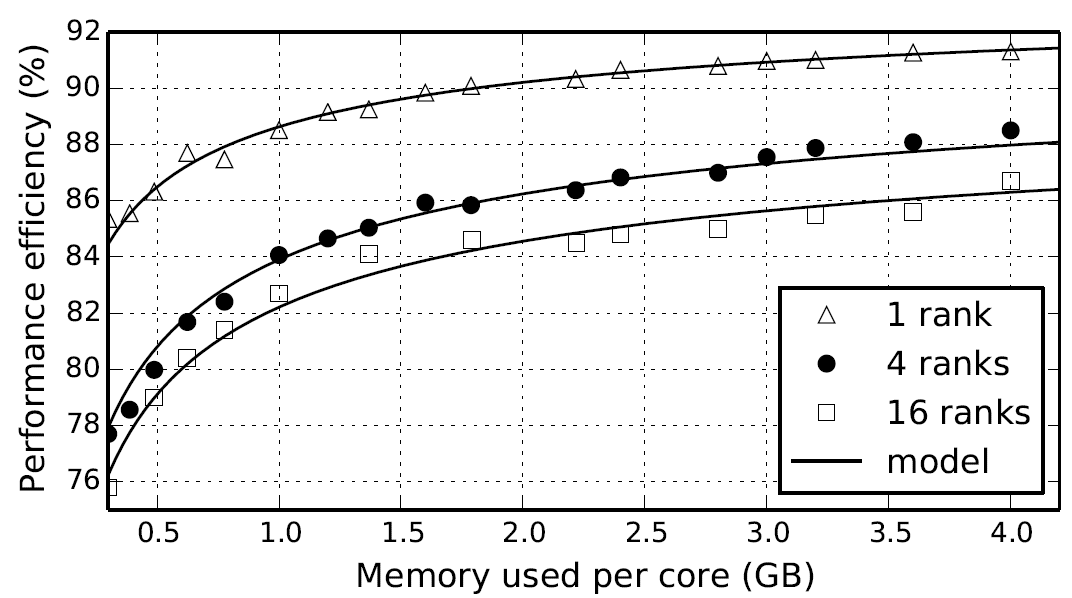 Performance efficiency (%)
92
90
88
86
84
82
80
78
76
1 rank
4 ranks
16 ranks
model
0.5 1.0 1.5 2.0 2.5 3.0 3.5 4.0
Memory used per core (GB)